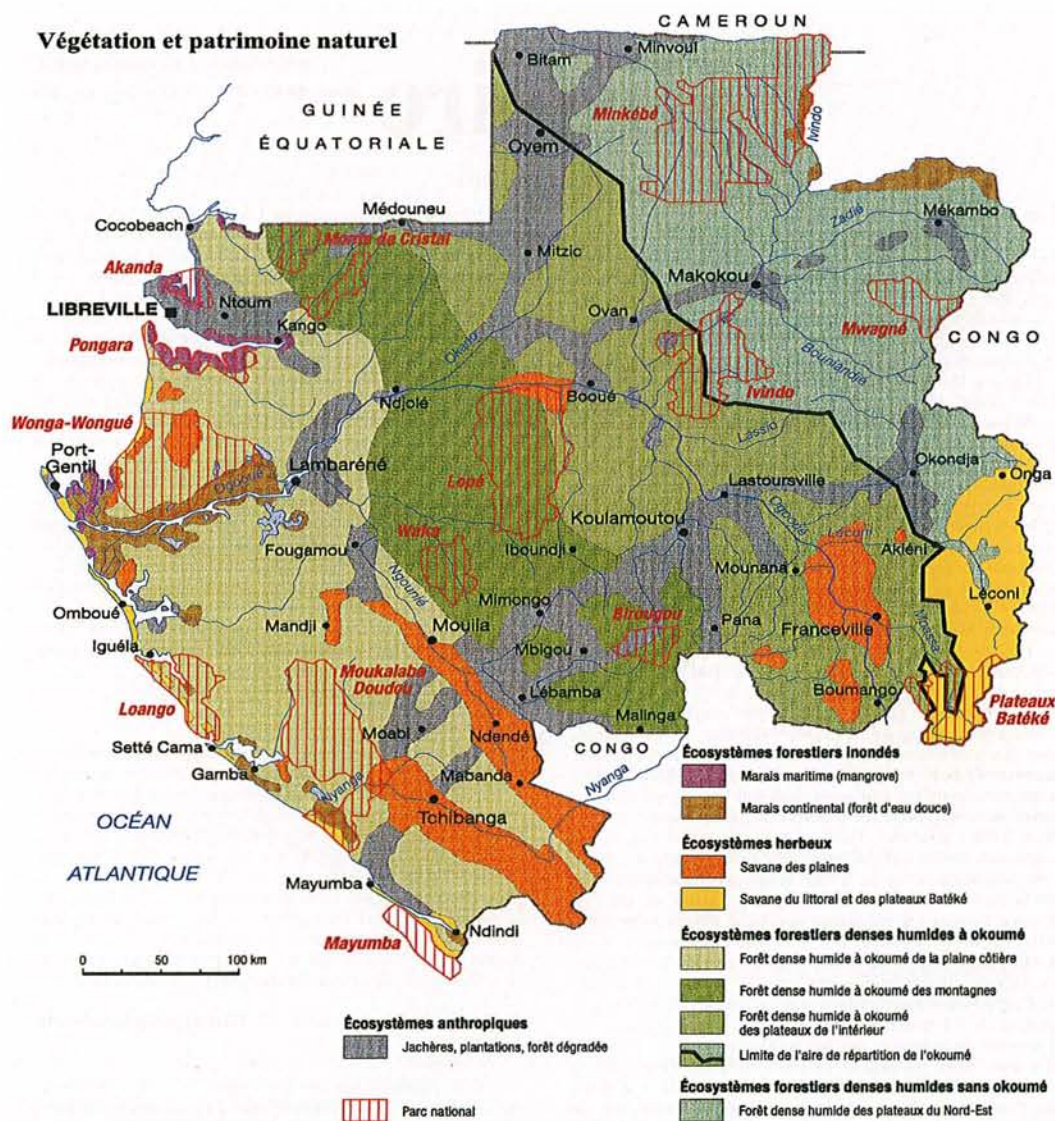 Végétation et patrimoine naturel
CAMEROUN
GUINÉE
ÉQUATORIALE
Bitam
Minvoul
Minkébé
Ivindo
Oyem
Cocobeach
Médouneu
Monts de Cristal
Mitzic
Zadié
Mékambo
Akanda
Makokou
LIBREVILLE
Ntoum
Kango
Ovan
Mwagné
CONGO
Pongara
Okano
Bouniandié
Ndjolé
Booué
Ivindo
Wonga-Wongué
Lassio
Port-
Gentil
Ogooué
Lambaréné
Lopé
Lastoursville
Okondja
Onga
Koulamoutou
Ogooué
Waka
Fougamou
Iboundji
Leconi
Akiéni
Mounana
Ngounié
Mimongo
Birougou
Léconi
Omboué
Mandji
Mouila
Pana
Franceville
Iguéla
Mbigou
Moukalaba
Doudou
Lébamba
Boumango
Plateaux
Batéké
Loango
Malinga
Moabi
Ndendé
Setté Cama
CONGO
Gamba
Mabanda
Nyanga
Nyanga
Tchibanga
OCÉAN
ATLANTIQUE
Mayumba
Ndindi
Mayumba
0 50 100 km
Écosystèmes forestiers inondés
Marais maritime (mangrove)
Marais continental (forêt d'eau douce)
Écosystèmes herbeux
Savane des plaines
Savane du littoral et des plateaux Batéké
Écosystèmes forestiers denses humides à okoumé
Forêt dense humide à okoumé de la plaine côtière
Forêt dense humide à okoumé des montagnes
Forêt dense humide à okoumé
des plateaux de l'intérieur
Limite de l'aire de répartition de l'okoumé
Écosystèmes forestiers denses humides sans okoumé
Forêt dense humide des plateaux du Nord-Est
Écosystèmes anthropiques
Jachères, plantations, forêt dégradée
Parc national